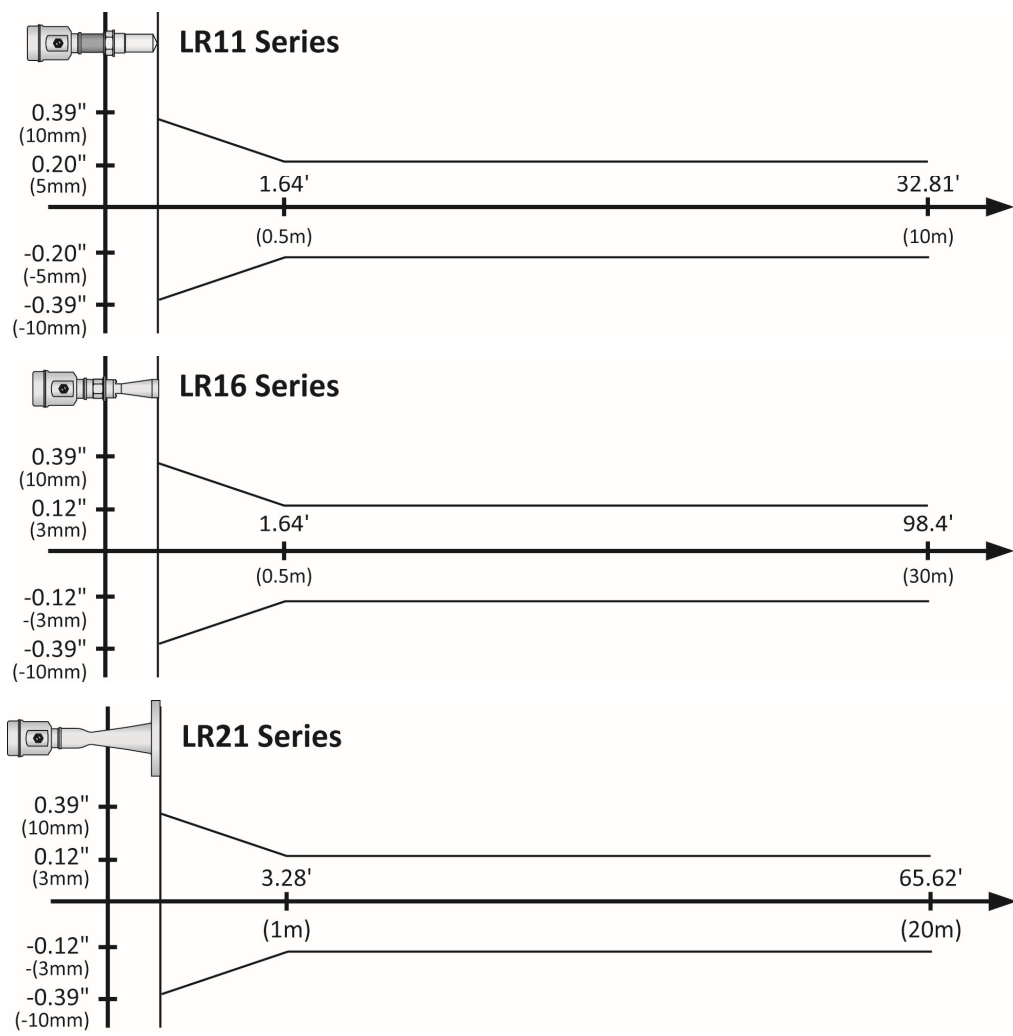 LR11 Series
0.39"
(10mm)
0.20"
(5mm)
1.64'
32.81'
(0.5m)
(10m)
-0.20"
(-5mm)
-0.39"
(-10mm)
LR16 Series
0.39"
(10mm)
0.12"
(3mm)
1.64'
98.4'
(0.5m)
(30m)
-0.12"
-(3mm)
-0.39"
(-10mm)
LR21 Series
0.39"
(10mm)
0.12"
(3mm)
3.28'
65.62'
(1m)
(20m)
-0.12"
-(3mm)
-0.39"
(-10mm)